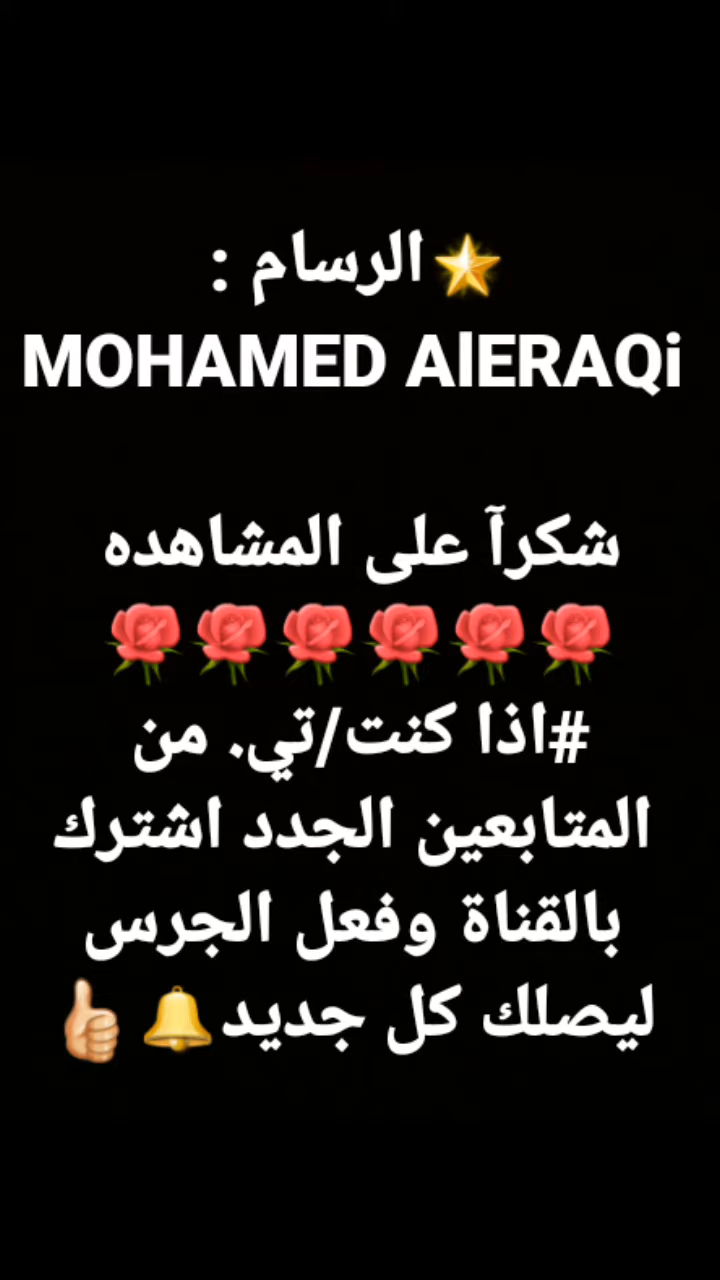 ⭐الرسام :
MOHAMED AlERAQi
شكرآ على المشاهده
🌹🌹🌹🌹🌹🌹
#اذا كنت/تي. من
المتابعين الجدد اشترك
بالقناة وفعل الجرس
ليصلك كل جديد🔔👍🏻